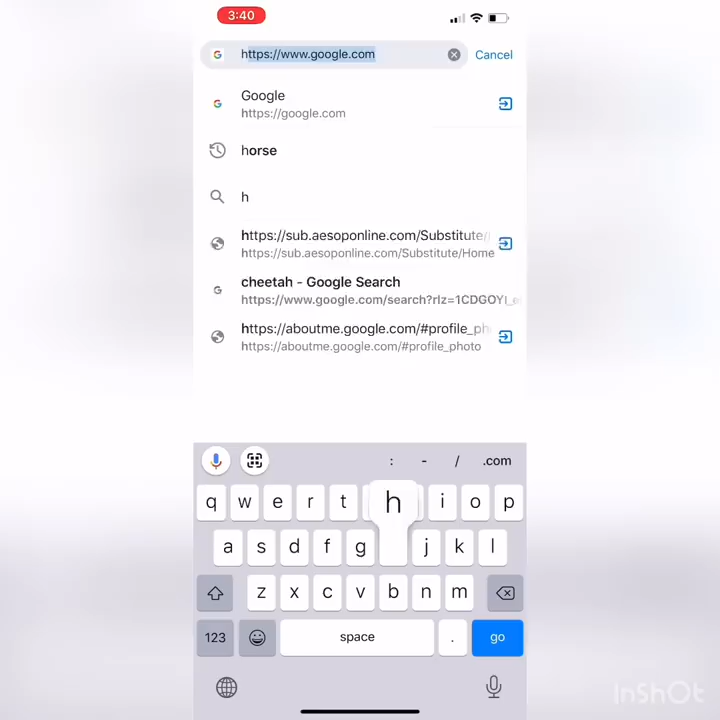 3:40
https://www.google.com
Cancel
Google
https://google.com
horse
h
https://sub.aesoponline.com/Substitute/
https://sub.aesoponline.com/Substitute/Home
cheetah - Google Search
https://www.google.com/search?rlz=1CDGOYI_e
https://aboutme.google.com/#profile_ph
https://aboutme.google.com/#profile_photo
: - / .com
q w e r t h i o p
a s d f g j k l
z x c v b n m
123 space . go
InShOt